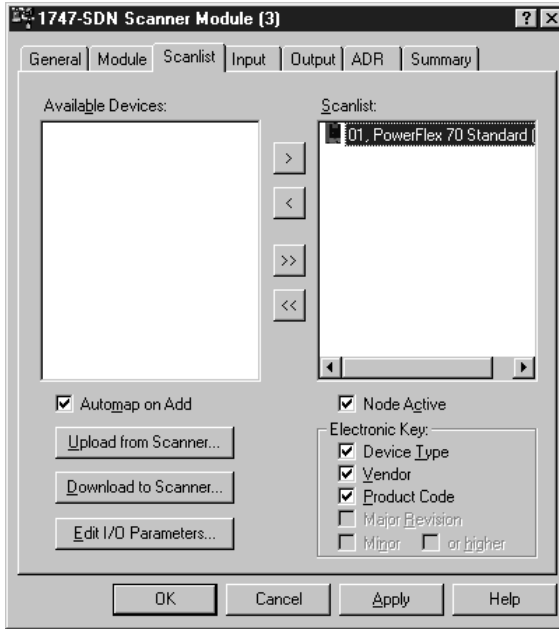 1747-SDN Scanner Module (3)
General Module Scanlist Input Output ADR Summary
Available Devices:
Scanlist:
01, PowerFlex 70 Standard (
>
<
>>
<<
Automap on Add
Node Active
Upload from Scanner...
Download to Scanner...
Edit I/O Parameters...
Electronic Key:
Device Type
Vendor
Product Code
Major Revision
Minor or higher
OK Cancel Apply Help